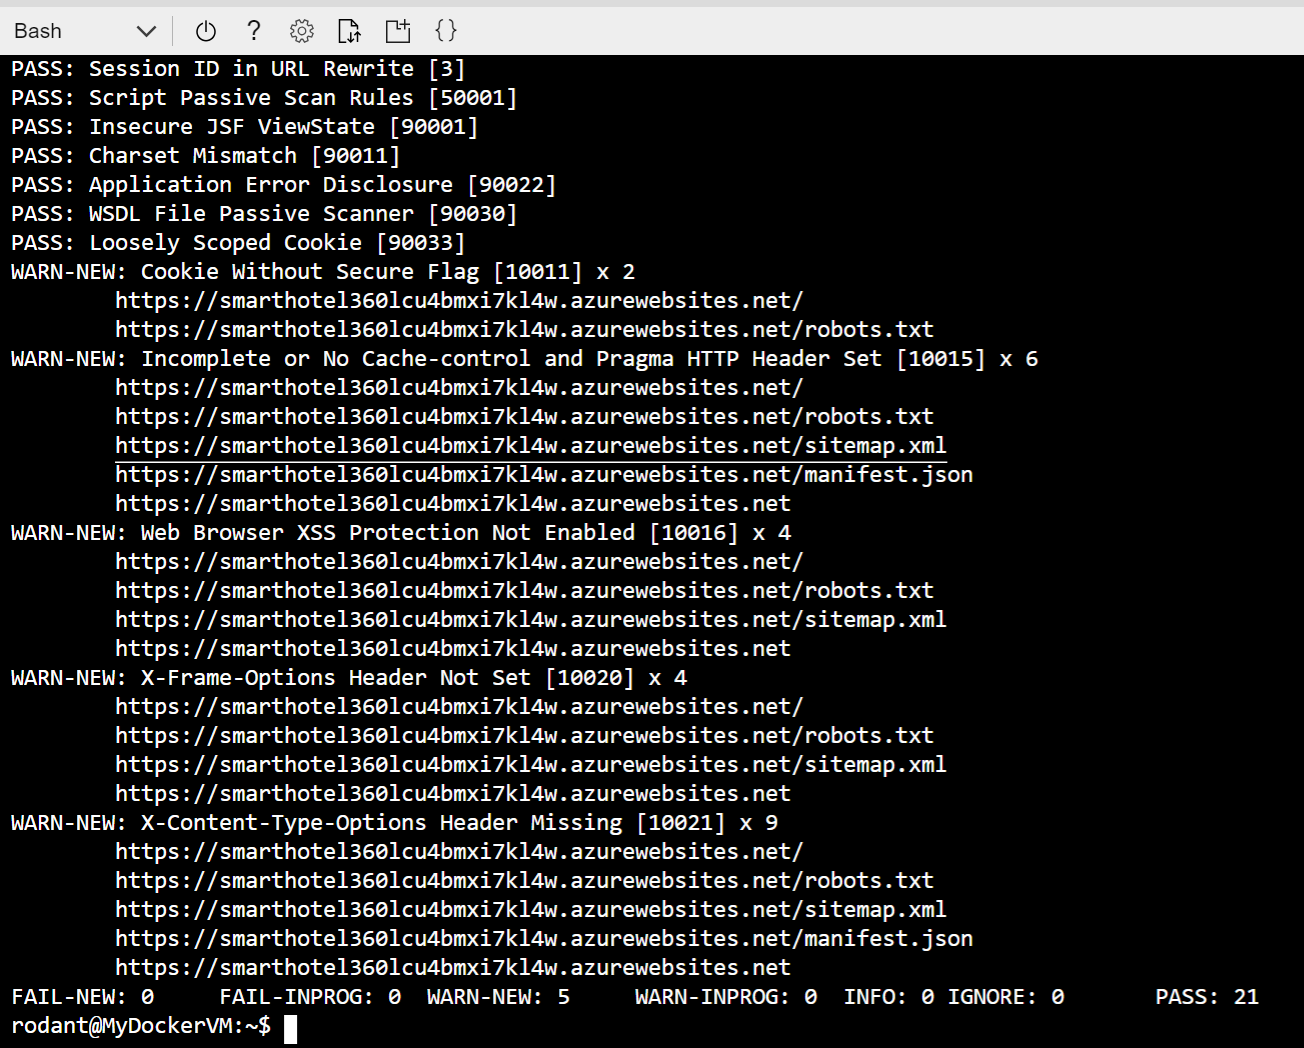 Bash
PASS: Session ID in URL Rewrite [3]
PASS: Script Passive Scan Rules [50001]
PASS: Insecure JSF ViewState [90001]
PASS: Charset Mismatch [90011]
PASS: Application Error Disclosure [90022]
PASS: WSDL File Passive Scanner [90030]
PASS: Loosely Scoped Cookie [90033]
WARN-NEW: Cookie Without Secure Flag [10011] x 2
https://smarthotel360lcu4bmxi7kl4w.azurewebsites.net/
https://smarthotel360lcu4bmxi7kl4w.azurewebsites.net/robots.txt
WARN-NEW: Incomplete or No Cache-control and Pragma HTTP Header Set [10015] x 6
https://smarthotel360lcu4bmxi7kl4w.azurewebsites.net/
https://smarthotel360lcu4bmxi7kl4w.azurewebsites.net/robots.txt
https://smarthotel360lcu4bmxi7kl4w.azurewebsites.net/sitemap.xml
https://smarthotel360lcu4bmxi7kl4w.azurewebsites.net/manifest.json
https://smarthotel360lcu4bmxi7kl4w.azurewebsites.net
WARN-NEW: Web Browser XSS Protection Not Enabled [10016] x 4
https://smarthotel360lcu4bmxi7kl4w.azurewebsites.net/
https://smarthotel360lcu4bmxi7kl4w.azurewebsites.net/robots.txt
https://smarthotel360lcu4bmxi7kl4w.azurewebsites.net/sitemap.xml
https://smarthotel360lcu4bmxi7kl4w.azurewebsites.net
WARN-NEW: X-Frame-Options Header Not Set [10020] x 4
https://smarthotel360lcu4bmxi7kl4w.azurewebsites.net/
https://smarthotel360lcu4bmxi7kl4w.azurewebsites.net/robots.txt
https://smarthotel360lcu4bmxi7kl4w.azurewebsites.net/sitemap.xml
https://smarthotel360lcu4bmxi7kl4w.azurewebsites.net
WARN-NEW: X-Content-Type-Options Header Missing [10021] x 9
https://smarthotel360lcu4bmxi7kl4w.azurewebsites.net/
https://smarthotel360lcu4bmxi7kl4w.azurewebsites.net/robots.txt
https://smarthotel360lcu4bmxi7kl4w.azurewebsites.net/sitemap.xml
https://smarthotel360lcu4bmxi7kl4w.azurewebsites.net/manifest.json
https://smarthotel360lcu4bmxi7kl4w.azurewebsites.net
FAIL-NEW: 0 FAIL-INPROG: 0 WARN-NEW: 5 WARN-INPROG: 0 INFO: 0 IGNORE: 0 PASS: 21
rodant@MyDockerVM:~$